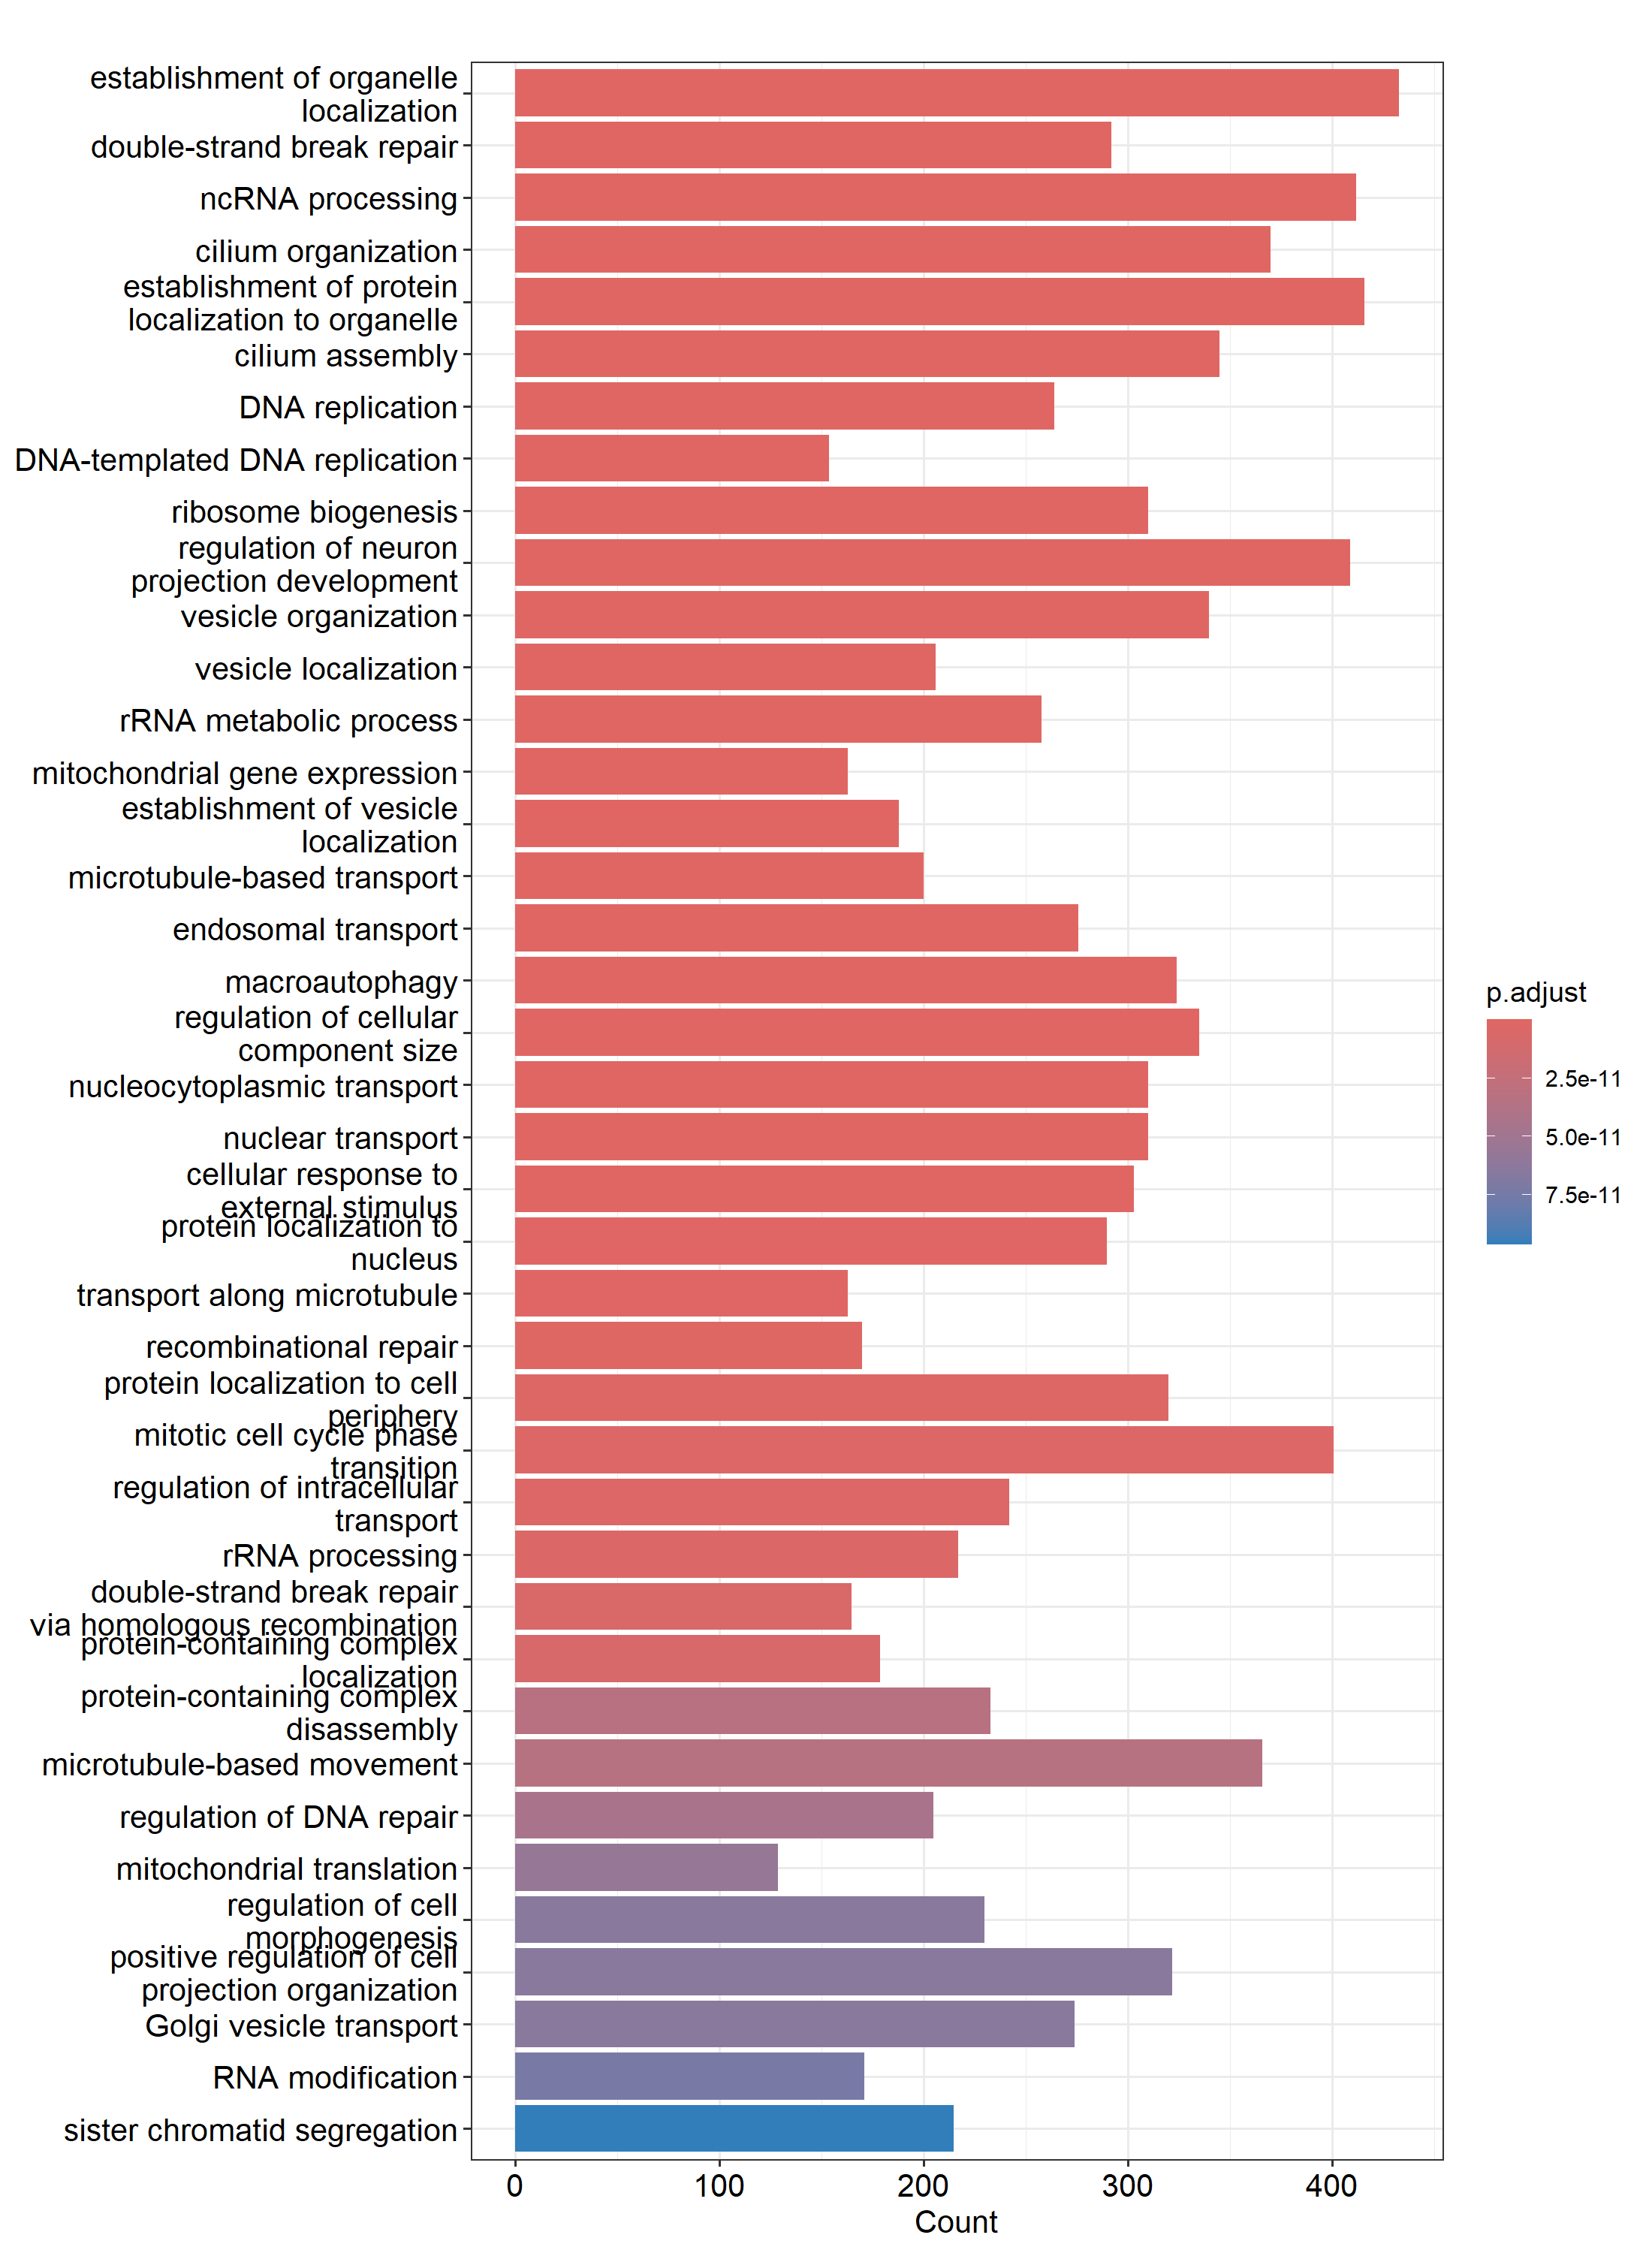 establishment of organelle
localization
double-strand break repair
ncRNA processing
cilium organization
establishment of protein
localization to organelle
cilium assembly
DNA replication
DNA-templated DNA replication
ribosome biogenesis
regulation of neuron
projection development
vesicle organization
vesicle localization
rRNA metabolic process
mitochondrial gene expression
establishment of vesicle
localization
microtubule-based transport
endosomal transport
macroautophagy
regulation of cellular
component size
nucleocytoplasmic transport
nuclear transport
cellular response to
external stimulus
protein localization to
nucleus
transport along microtubule
recombinational repair
protein localization to cell
periphery
mitotic cell cycle phase
transition
regulation of intracellular
transport
rRNA processing
double-strand break repair
via homologous recombination
protein-containing complex
localization
protein-containing complex
disassembly
microtubule-based movement
regulation of DNA repair
mitochondrial translation
regulation of cell
morphogenesis
positive regulation of cell
projection organization
Golgi vesicle transport
RNA modification
sister chromatid segregation
0 100 200 300 400
Count
p.adjust
2.5e-11
5.0e-11
7.5e-11